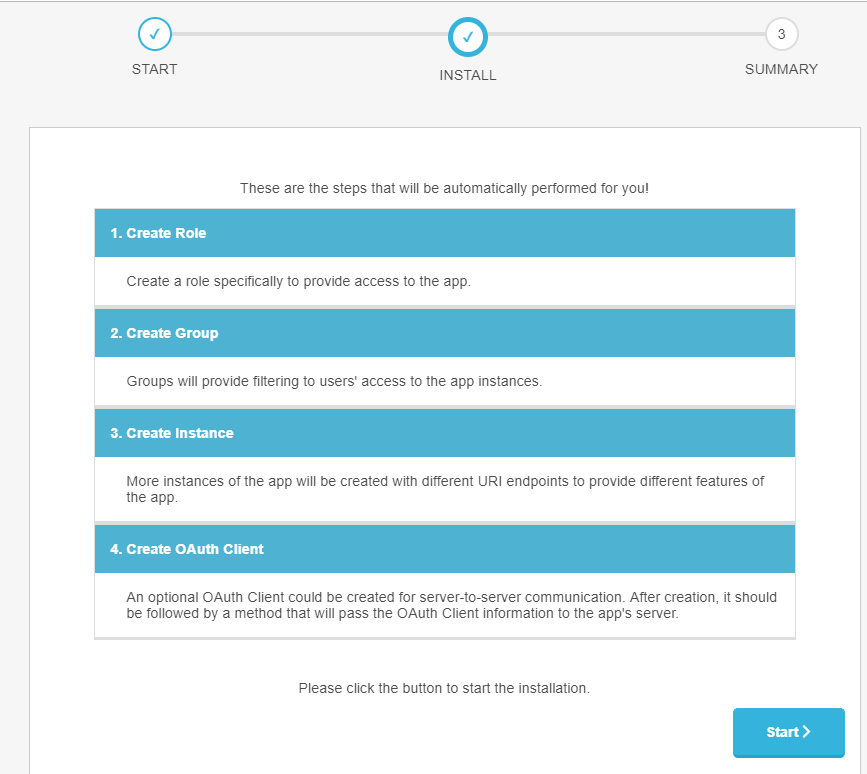 ✓ ✓ 3
START INSTALL SUMMARY
These are the steps that will be automatically performed for you!
1. Create Role
Create a role specifically to provide access to the app.
2. Create Group
Groups will provide filtering to users' access to the app instances.
3. Create Instance
More instances of the app will be created with different URI endpoints to provide different features of
the app.
4. Create OAuth Client
An optional OAuth Client could be created for server-to-server communication. After creation, it should
be followed by a method that will pass the OAuth Client information to the app's server.
Please click the button to start the installation.
Start